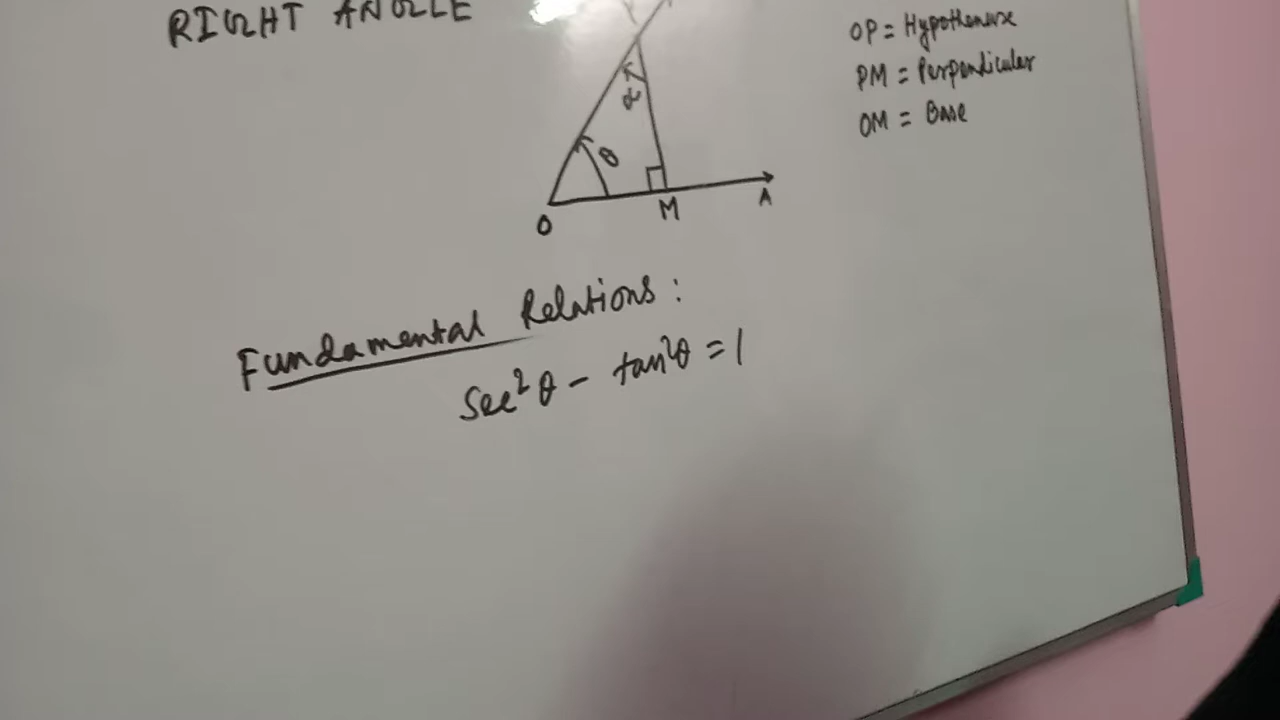 RIGHT ANGLE
OP = Hypothenuse
PM = Perpendicular
OM = Base
α
θ
O
M
A
Fundamental Relations :
Sec²θ - tan²θ = 1